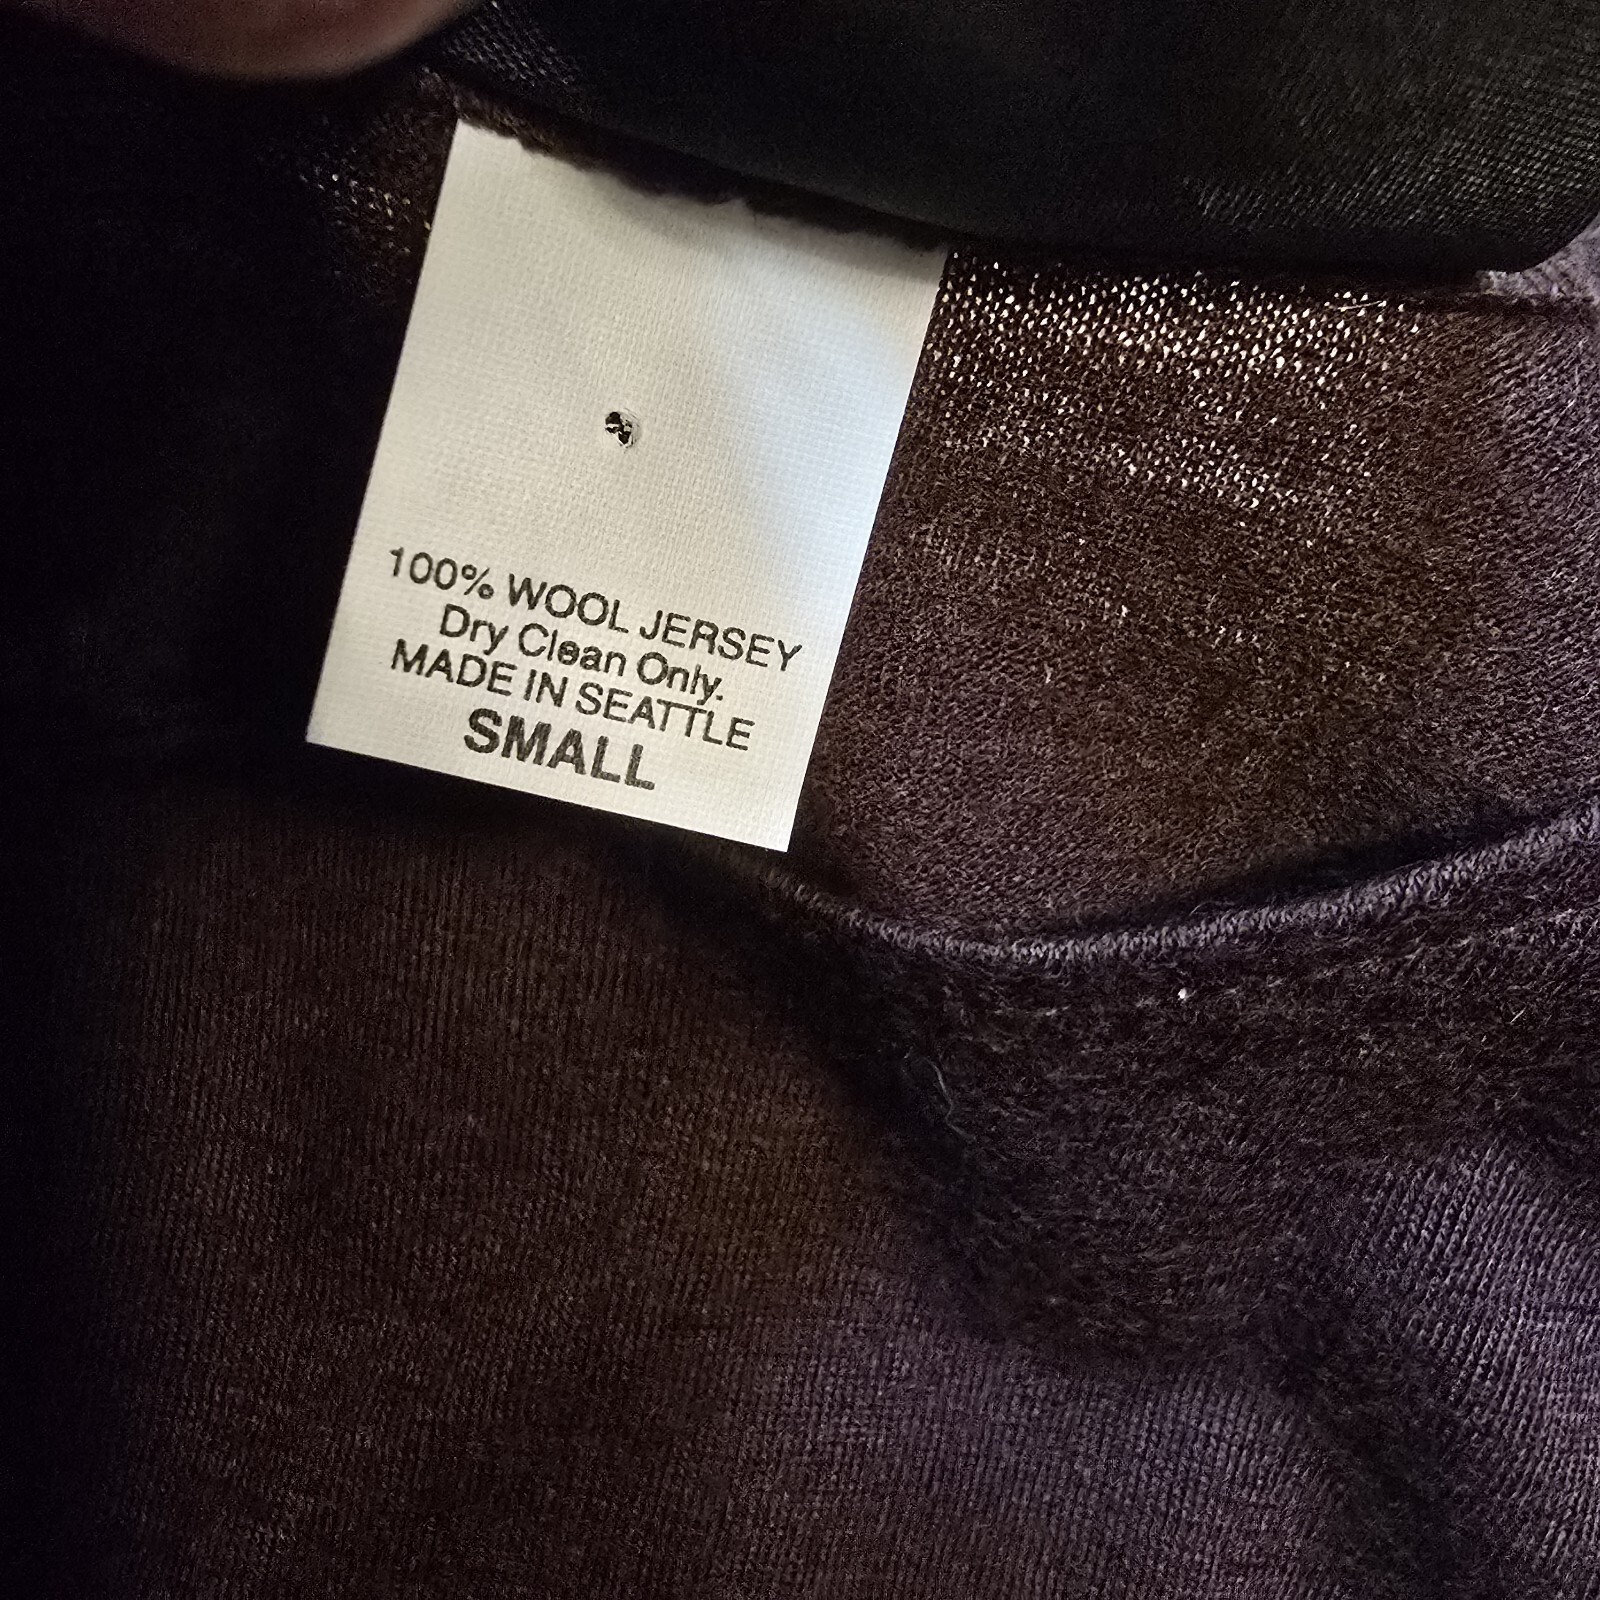 100% WOOL JERSEY
Dry Clean Only.
MADE IN SEATTLE
SMALL